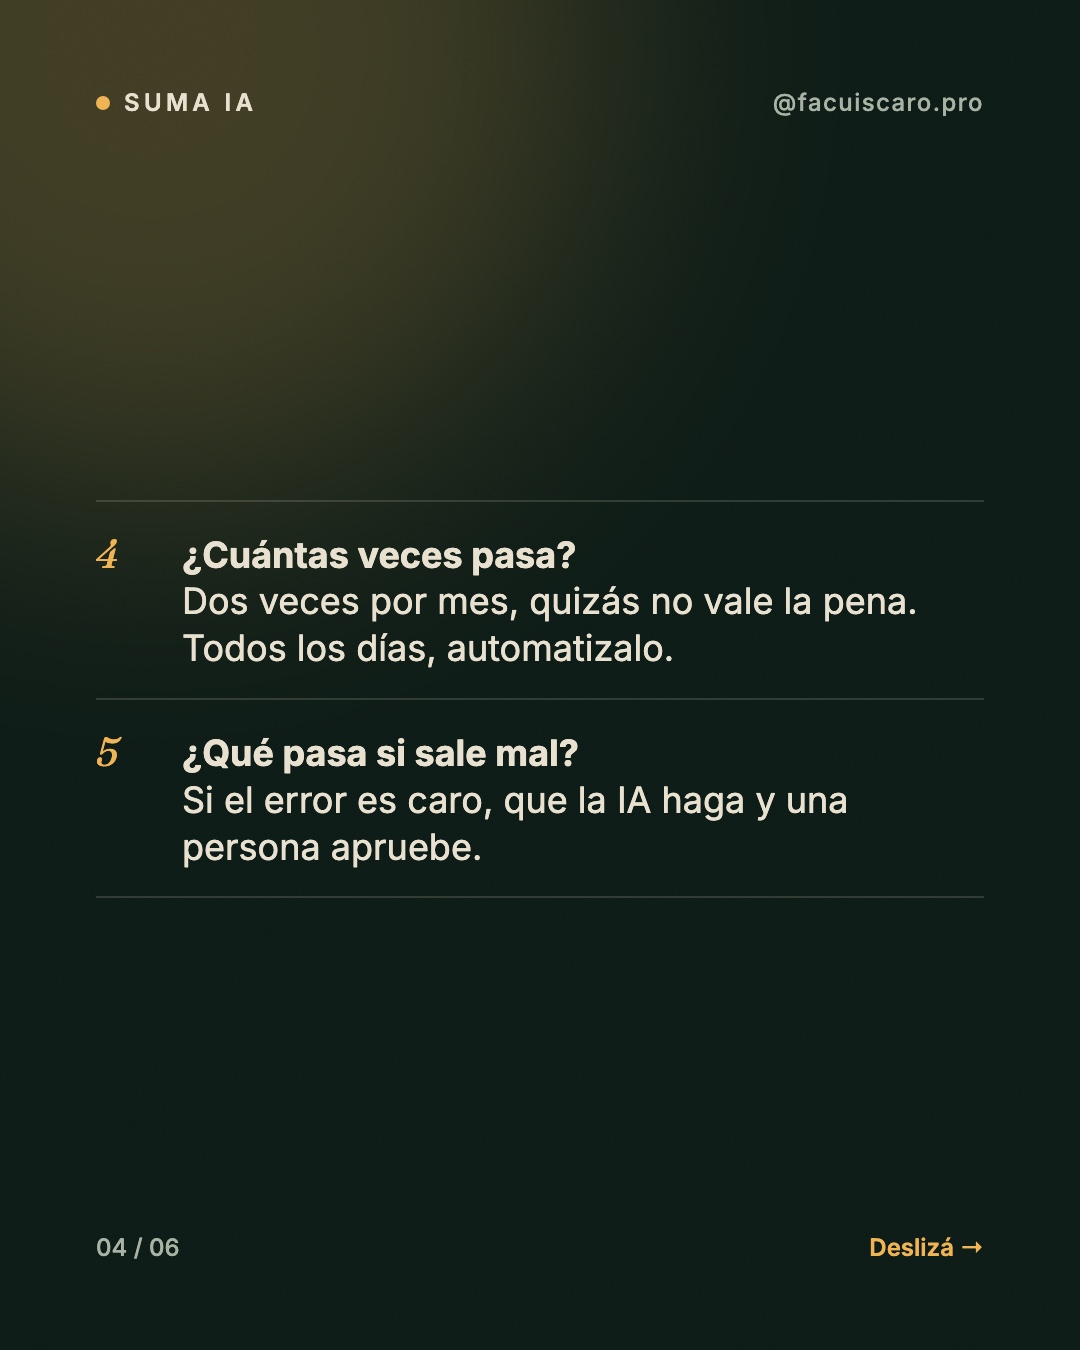 SUMA IA
@facuiscaro.pro
4
¿Cuántas veces pasa?
Dos veces por mes, quizás no vale la pena.
Todos los días, automatizalo.
5
¿Qué pasa si sale mal?
Si el error es caro, que la IA haga y una
persona apruebe.
04 / 06
Deslizá →